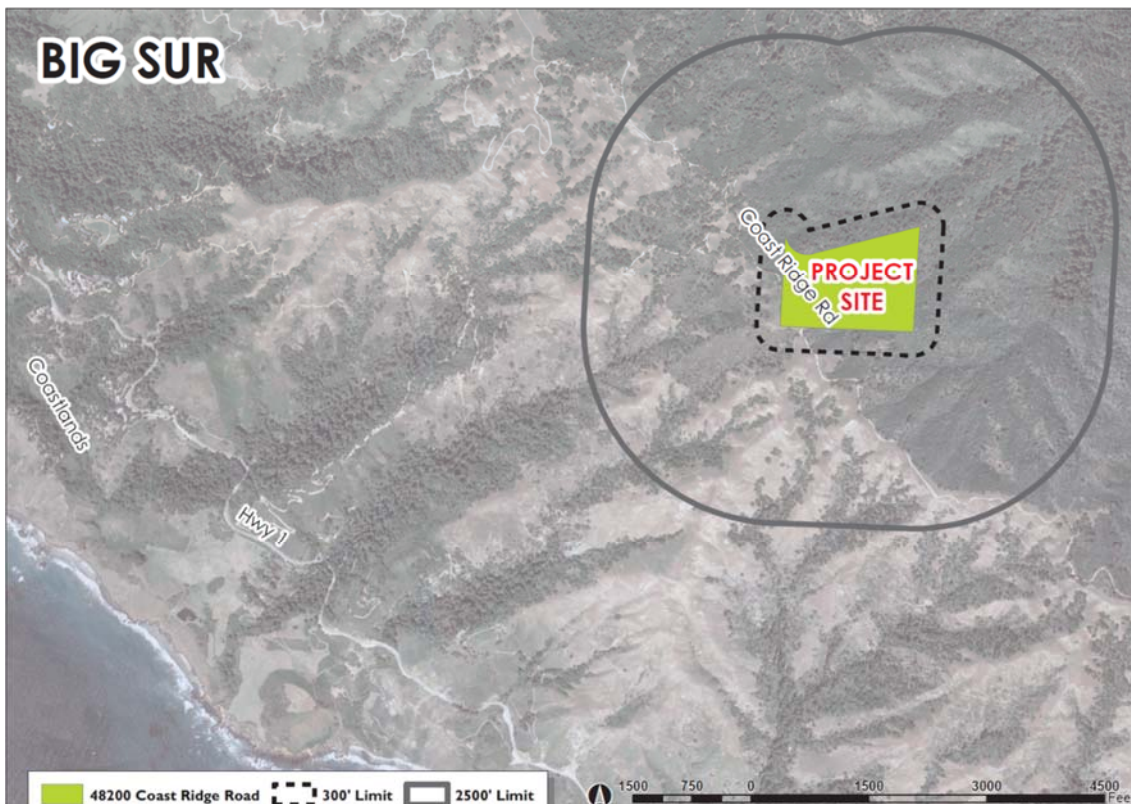 BIG SUR
Coast Ridge Rd
PROJECT
SITE
Coastlands
Hwy 1
48200 Coast Ridge Road 300' Limit 2500' Limit
1500 750 0 1500 3000 4500
Feet